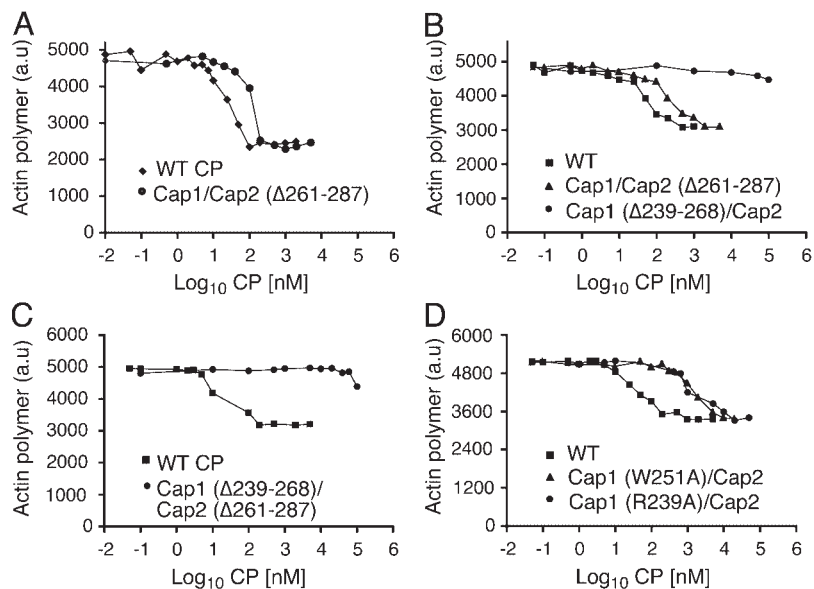 A
Actin polymer (a.u)
5000
4000
3000
2000
1000
0
WT CP
Cap1/Cap2 (Δ261-287)
-2 -1 0 1 2 3 4 5 6
Log10 CP [nM]
B
Actin polymer (a.u)
5000
4000
3000
2000
1000
0
WT
Cap1/Cap2 (Δ261-287)
Cap1 (Δ239-268)/Cap2
-2 -1 0 1 2 3 4 5 6
Log10 CP [nM]
C
Actin polymer (a.u)
6000
5000
4000
3000
2000
1000
0
WT CP
Cap1 (Δ239-268)/
Cap2 (Δ261-287)
-2 -1 0 1 2 3 4 5 6
Log10 CP [nM]
D
Actin polymer (a.u)
6000
4800
3600
2400
1200
0
WT
Cap1 (W251A)/Cap2
Cap1 (R239A)/Cap2
-2 -1 0 1 2 3 4 5 6
Log10 CP [nM]